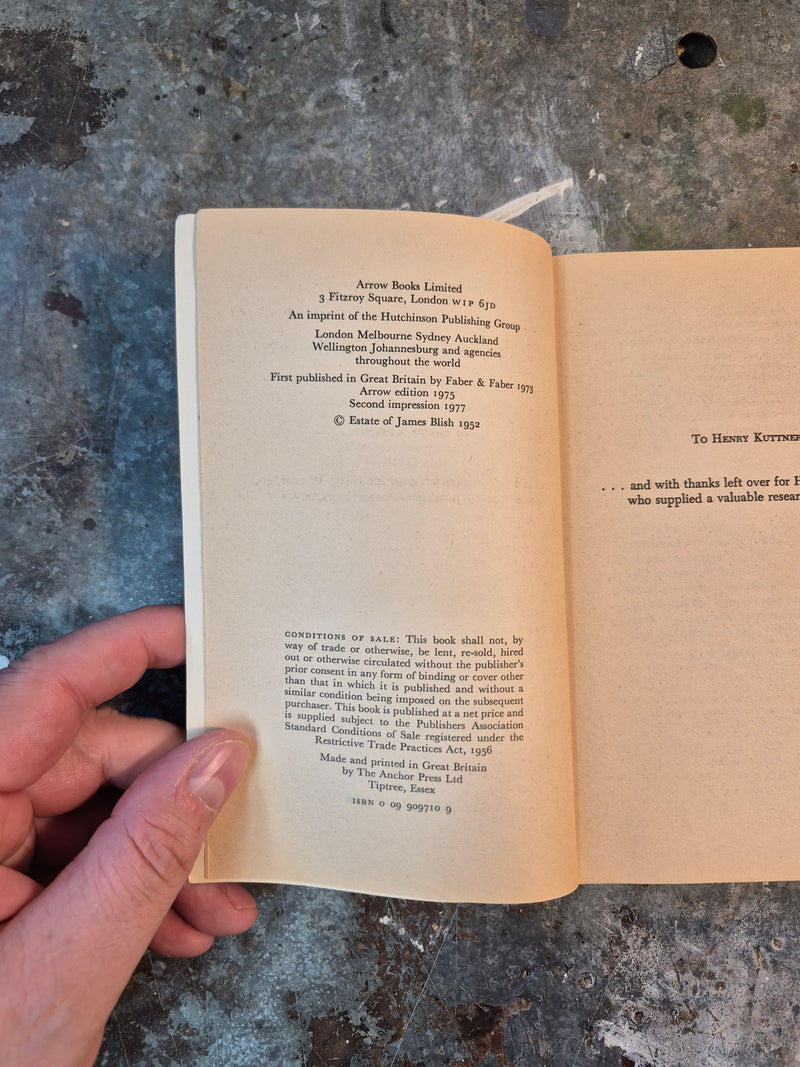 Arrow Books Limited
3 Fitzroy Square, London W1P 6JD
An imprint of the Hutchinson Publishing Group
London Melbourne Sydney Auckland
Wellington Johannesburg and agencies
throughout the world
First published in Great Britain by Faber & Faber 1973
Arrow edition 1975
Second impression 1977
© Estate of James Blish 1952
CONDITIONS OF SALE: This book shall not, by
way of trade or otherwise, be lent, re-sold, hired
out or otherwise circulated without the publisher's
prior consent in any form of binding or cover other
than that in which it is published and without a
similar condition being imposed on the subsequent
purchaser. This book is published at a net price and
is supplied subject to the Publishers Association
Standard Conditions of Sale registered under the
Restrictive Trade Practices Act, 1956
Made and printed in Great Britain
by The Anchor Press Ltd
Tiptree, Essex
ISBN 0 09 909710 9
To HENRY KUTTNER
. . . and with thanks left over for
who supplied a valuable